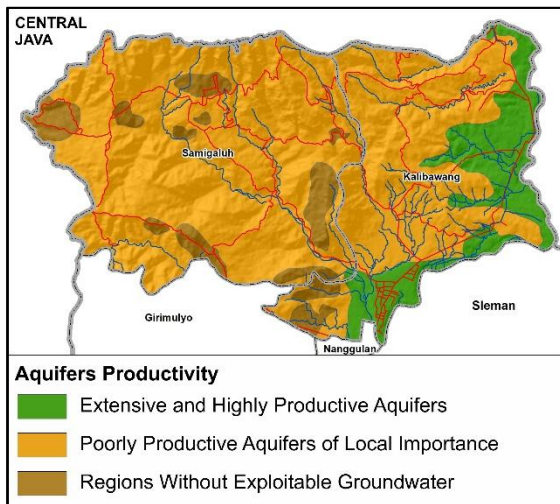 CENTRAL
JAVA
Samigaluh
Kalibawang
Sleman
Girimulyo
Nanggulan
Aquifers Productivity
Extensive and Highly Productive Aquifers
Poorly Productive Aquifers of Local Importance
Regions Without Exploitable Groundwater